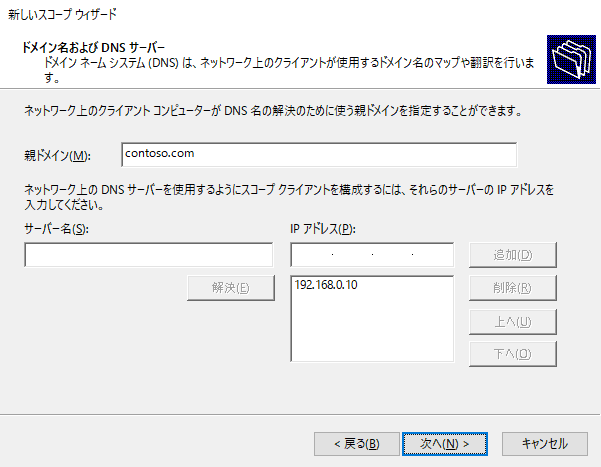 新しいスコープ ウィザード
ドメイン名および DNS サーバー
ドメイン ネーム システム (DNS) は、ネットワーク上のクライアントが使用するドメイン名のマップや翻訳を行いま
す。
ネットワーク上のクライアント コンピューターが DNS 名の解決のために使う親ドメインを指定することができます。
親ドメイン(M):
contoso.com
ネットワーク上の DNS サーバーを使用するようにスコープ クライアントを構成するには、それらのサーバーの IP アドレスを
入力してください。
サーバー名(S):
IP アドレス(P):
追加(D)
解決(E)
192.168.0.10
削除(R)
上へ(U)
下へ(O)
< 戻る(B)
次へ(N) >
キャンセル